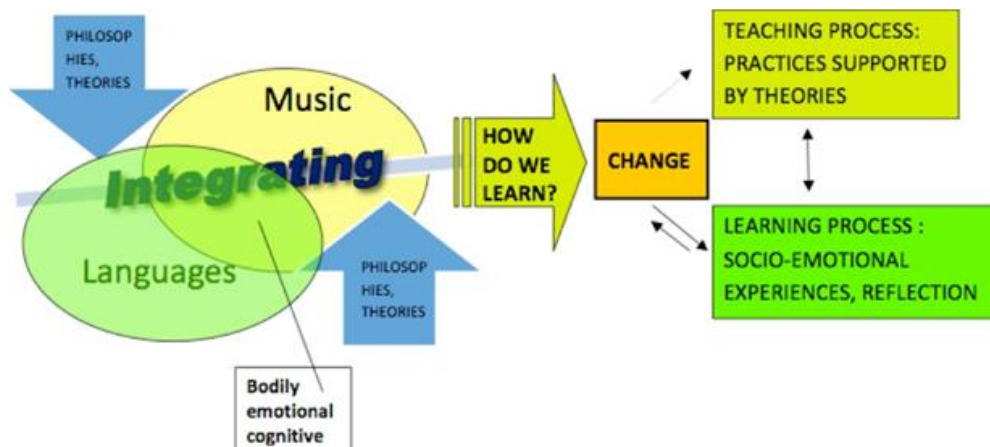 PHILOSOP
HIES,
THEORIES
Music
Integrating
Languages
PHILOSOP
HIES,
THEORIES
Bodily
emotional
cognitive
HOW
DO WE
LEARN?
CHANGE
TEACHING PROCESS:
PRACTICES SUPPORTED
BY THEORIES
LEARNING PROCESS :
SOCIO-EMOTIONAL
EXPERIENCES, REFLECTION